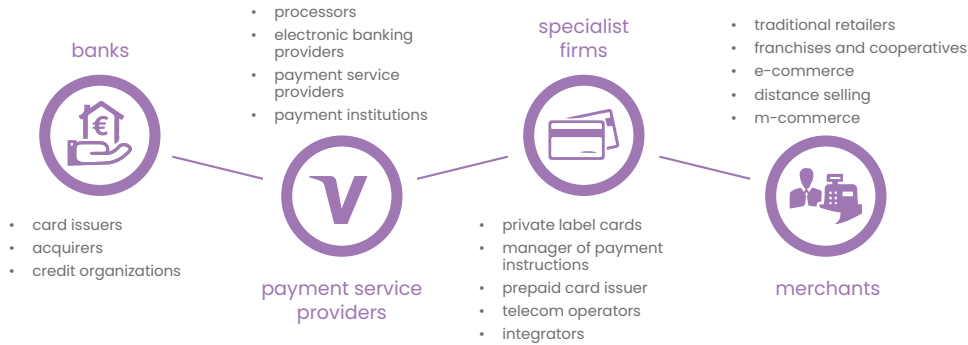 banks
• card issuers
• acquirers
• credit organizations
• processors
• electronic banking
providers
• payment service
providers
• payment institutions
€
V
payment service
providers
specialist
firms
• private label cards
• manager of payment
instructions
• prepaid card issuer
• telecom operators
• integrators
• traditional retailers
• franchises and cooperatives
• e-commerce
• distance selling
• m-commerce
merchants